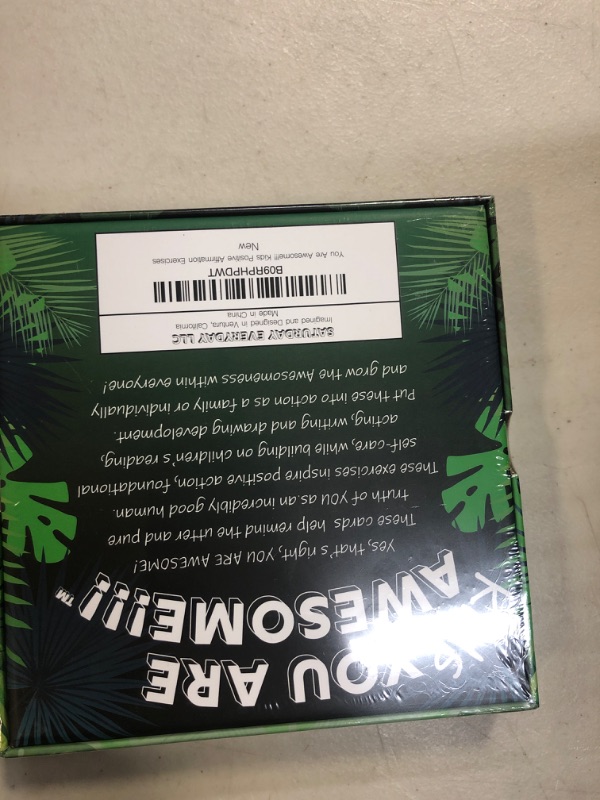 YOU ARE
AWESOME!!!™
Yes, that's right, YOU ARE AWESOME!
These cards help remind the utter and pure
truth of YOU as an incredibly good human.
These exercises inspire positive action, foundational
self-care, while building on children's reading,
acting, writing and drawing development.
Put these into action as a family or individually
and grow the Awesomeness within everyone!
SATURDAY EVERYDAY LLC
Imagined and Designed in Ventura, California
Made in China
B09RPHPDWT
You Are Awesome!! Kids Positive Affirmation Exercises
New